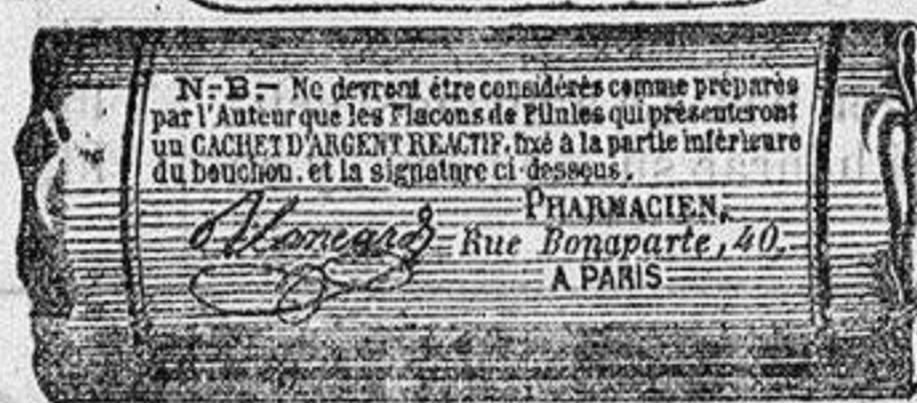 N.-B.- Ne devront être considérés comme préparés
par l'Auteur que les Flacons de Pilules qui présenteront
un CACHET D'ARGENT REACTIF, fixé à la partie inférieure
du bouchon, et la signature ci-dessous.
Blancard
PHARMACIEN,
Rue Bonaparte, 40,
A PARIS